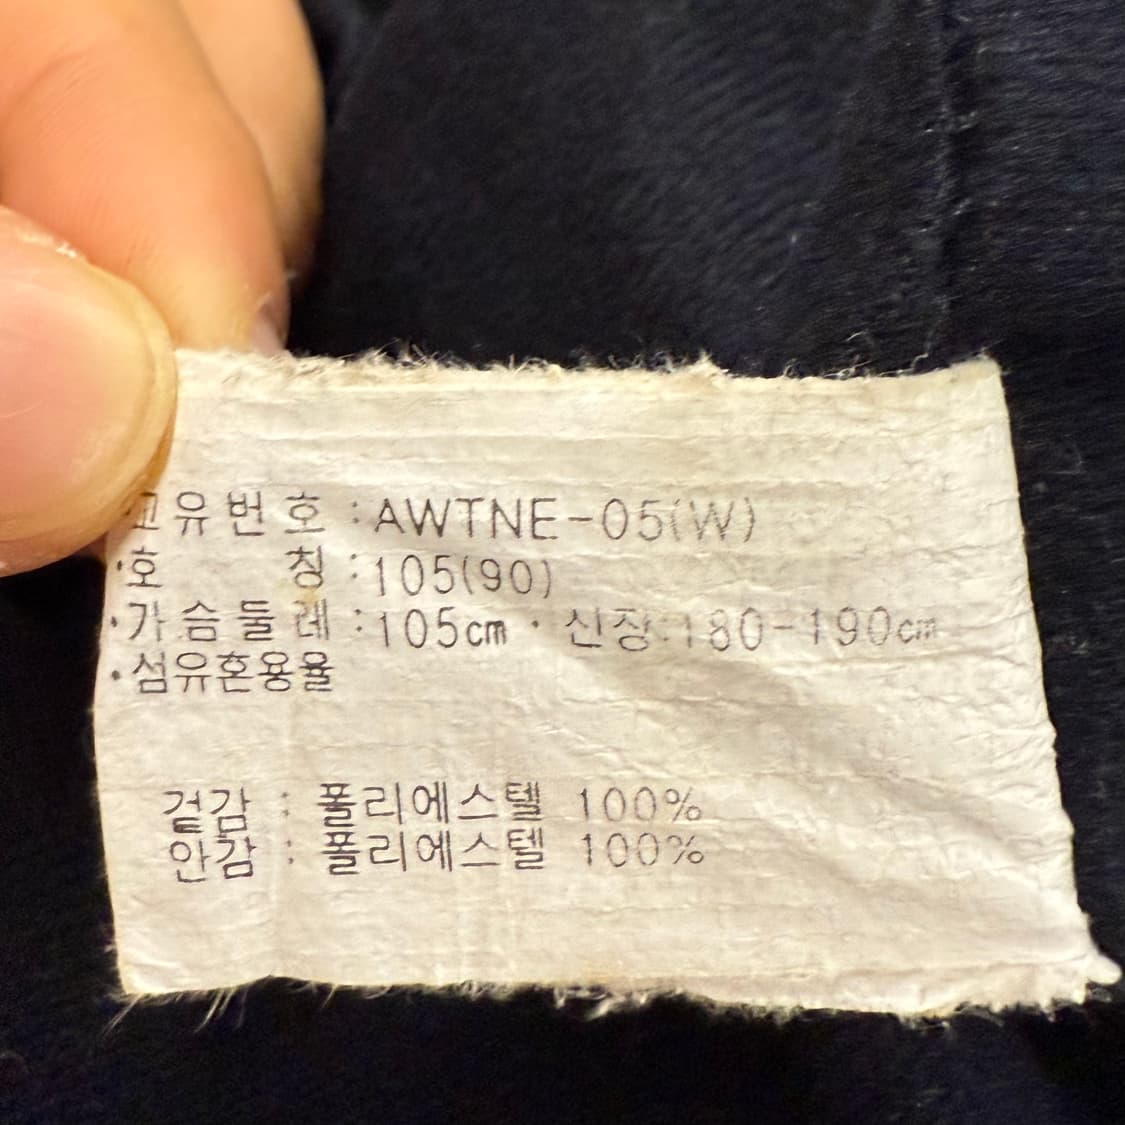 고유번호 : AWTNE-05(W)
·호 칭 : 105(90)
·가슴둘레 : 105cm · 신장:180-190cm
·섬유혼용율
겉감 : 폴리에스텔 100%
안감 : 폴리에스텔 100%